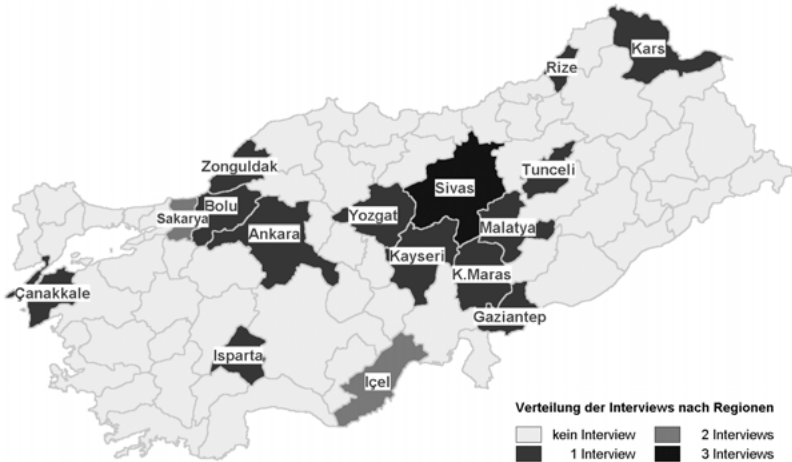 Kars
Rize
Zonguldak
Tunceli
Sivas
Bolu
Sakarya
Yozgat
Malatya
Ankara
Kayseri
K.Maras
Çanakkale
Gaziantep
Isparta
Içel
Verteilung der Interviews nach Regionen
kein Interview 2 Interviews
1 Interview 3 Interviews